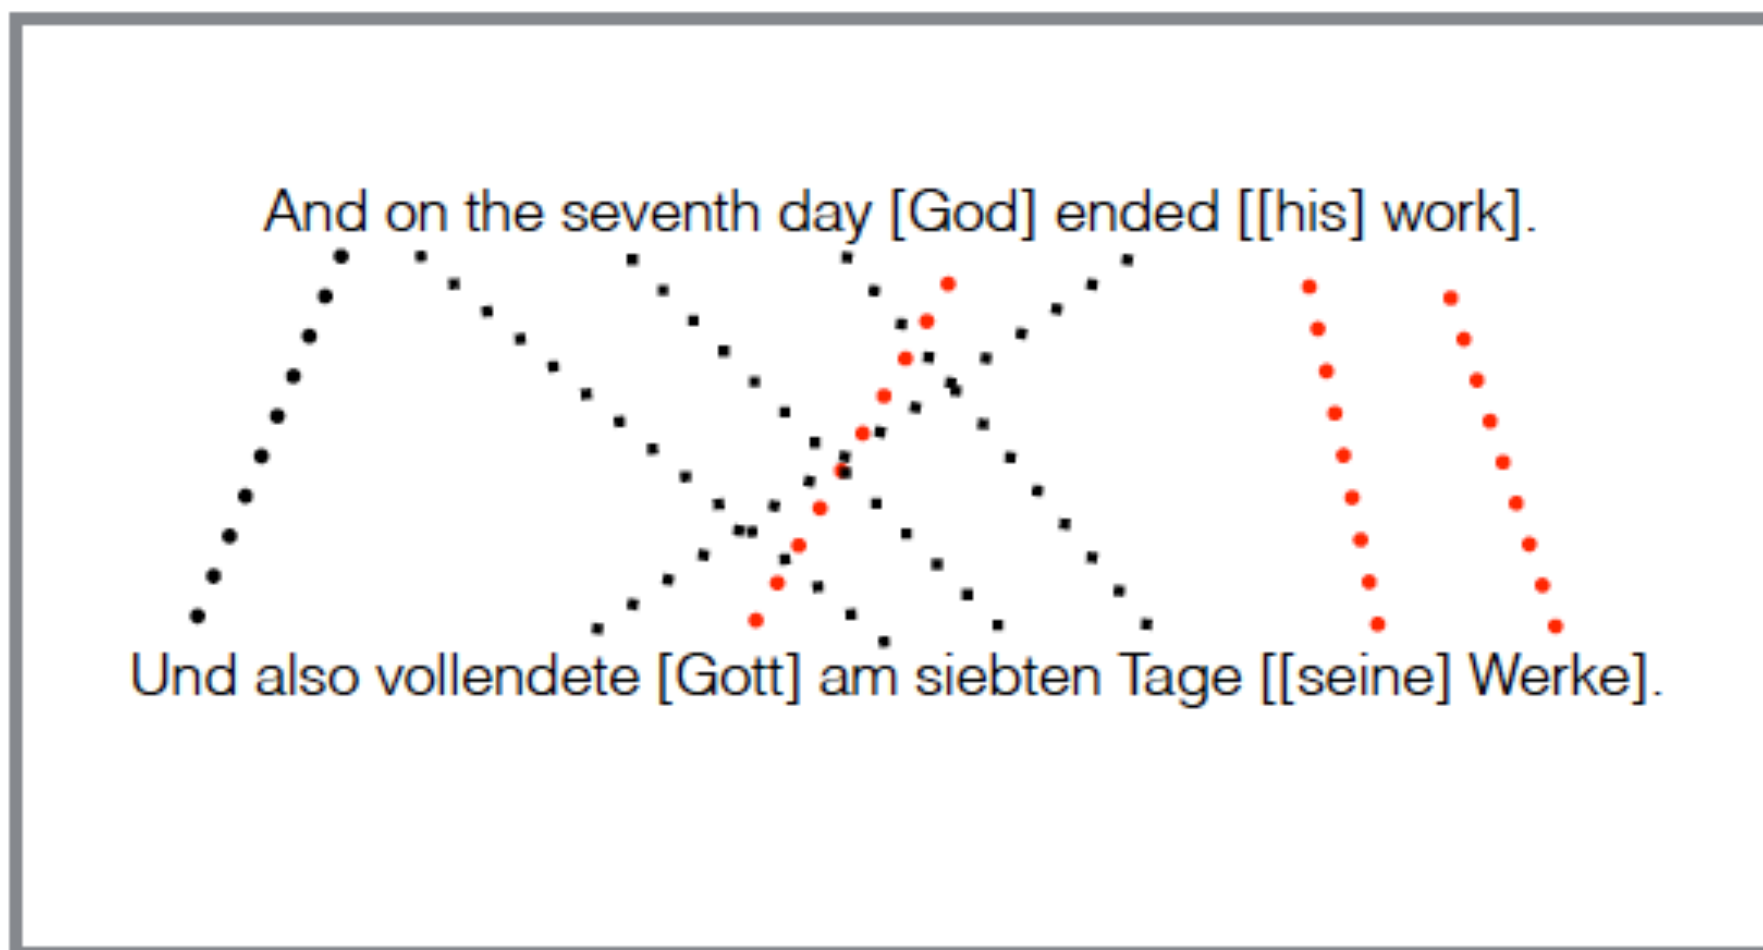 And on the seventh day [God] ended [[his] work].
Und also vollendete [Gott] am siebten Tage [[seine] Werke].